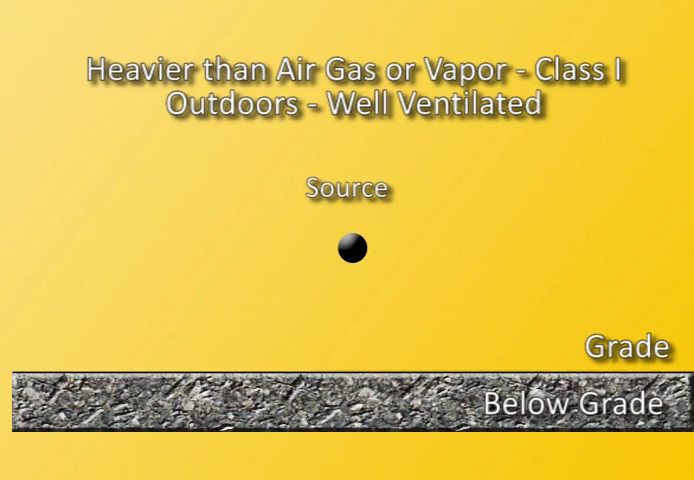 Heavier than Air Gas or Vapor - Class I
Outdoors - Well Ventilated
Source
Grade
Below Grade